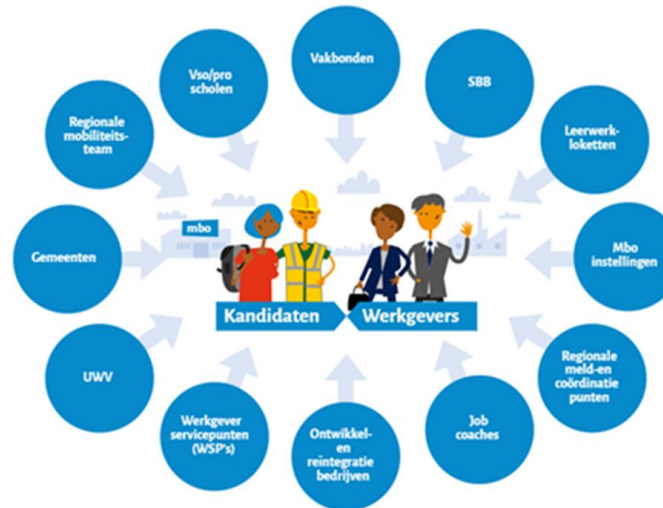 Vakbonden
Vso/pro
scholen
SBB
Regionale
mobiliteits-
team
Leerwerk-
loketten
mbo
Gemeenten
Mbo
instellingen
Kandidaten
Werkgevers
UWV
Regionale
meld-en
coördinatie
punten
Werkgever
servicepunten
(WSP's)
Ontwikkel-
en
reïntegratie
bedrijven
Job
coaches